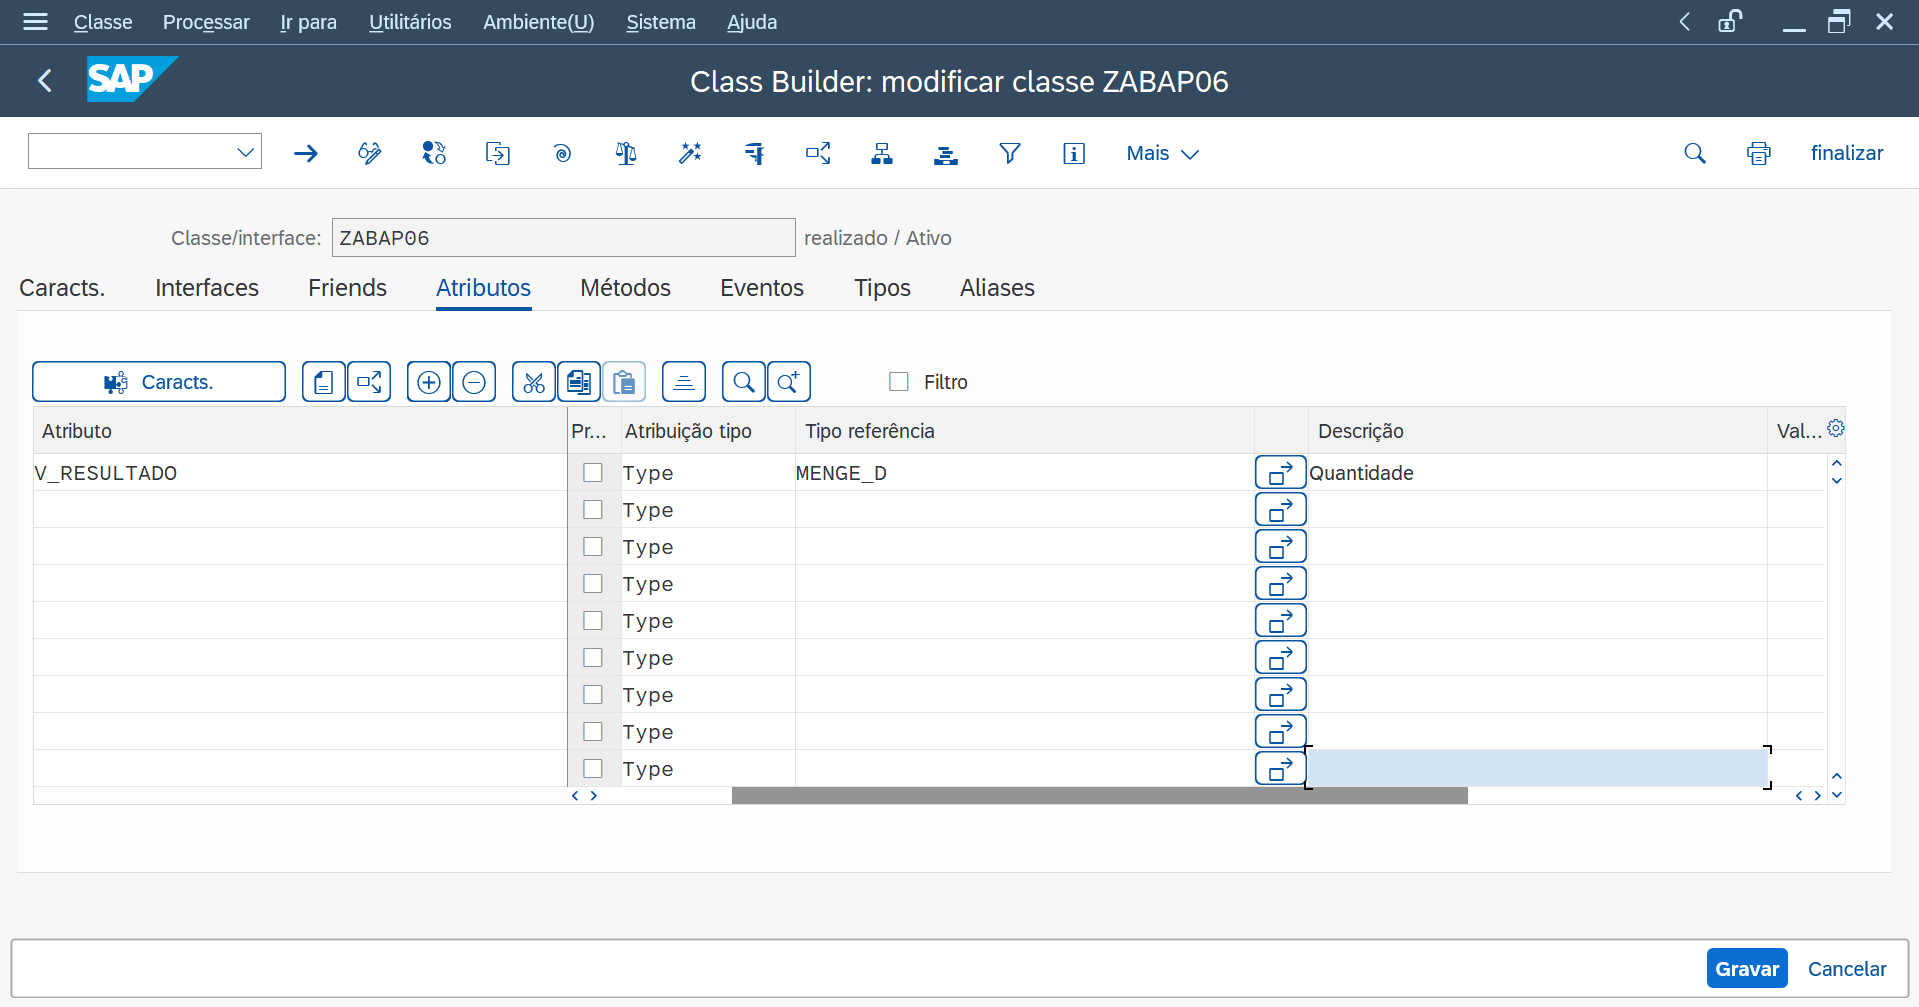 Classe Processar Ir para Utilitários Ambiente(U) Sistema Ajuda
SAP Class Builder: modificar classe ZABAP06
Mais finalizar
Classe/interface: ZABAP06 realizado / Ativo
Caracts. Interfaces Friends Atributos Métodos Eventos Tipos Aliases
Caracts. Filtro
Atributo Pr... Atribuição tipo Tipo referência Descrição Val...
V_RESULTADO Type MENGE_D Quantidade
Type
Type
Type
Type
Type
Type
Type
Type
Gravar Cancelar